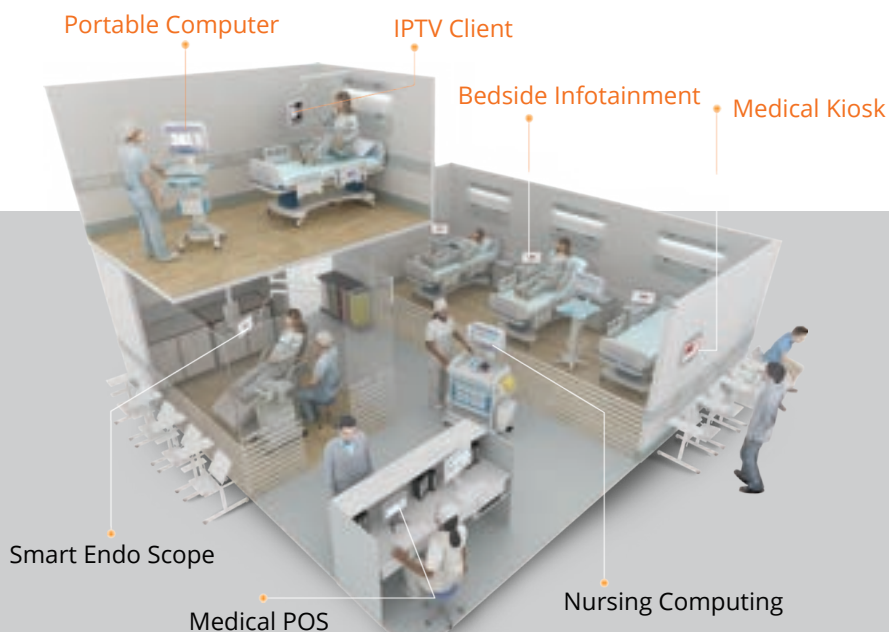 Portable Computer
IPTV Client
Bedside Infotainment
Medical Kiosk
Smart Endo Scope
Medical POS
Nursing Computing